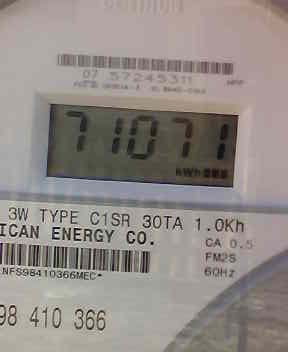 07 57245311
71071
kWh
3W TYPE C1SR 30TA 1.0Kh
ICAN ENERGY CO.
CA 0.5
FM2S
NFS98410366MEC*
60Hz
98 410 366